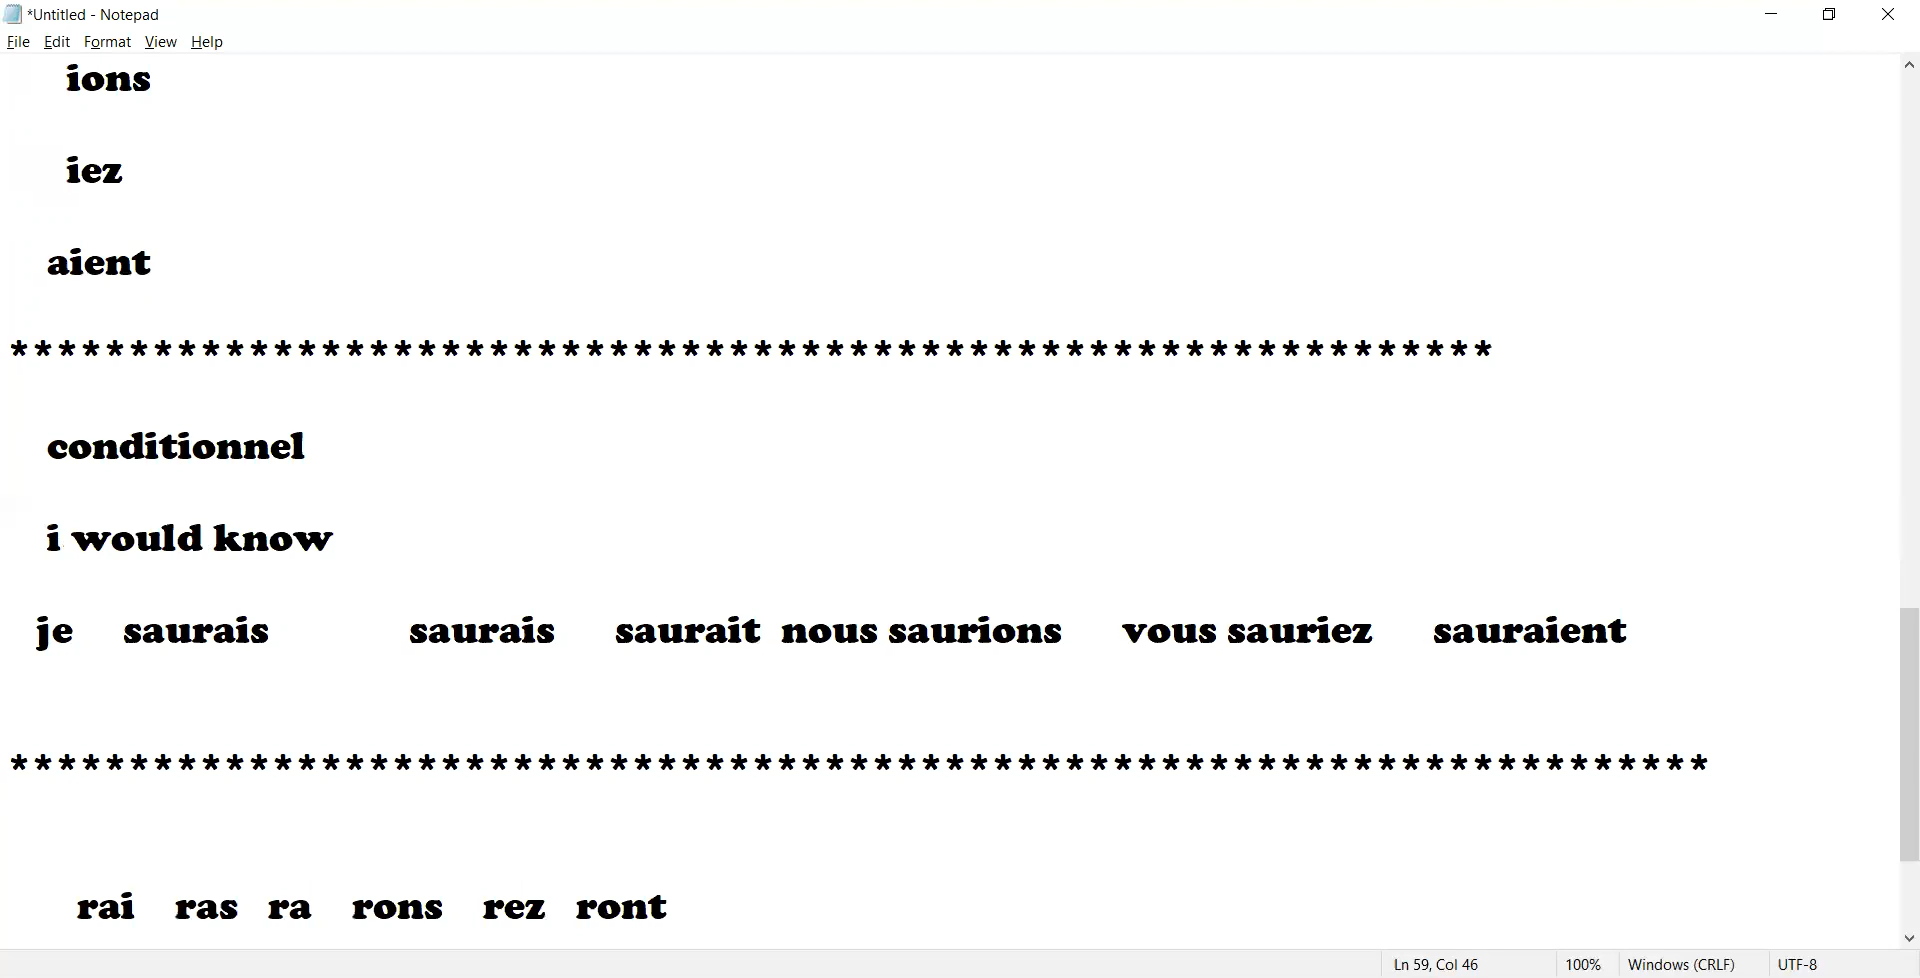 *Untitled - Notepad
File Edit Format View Help
ions
iez
aient
**************************************************************
conditionnel
i would know
je saurais saurais saurait nous saurions vous sauriez sauraient
***********************************************************************
rai ras ra rons rez ront
Ln 59, Col 46 100% Windows (CRLF) UTF-8